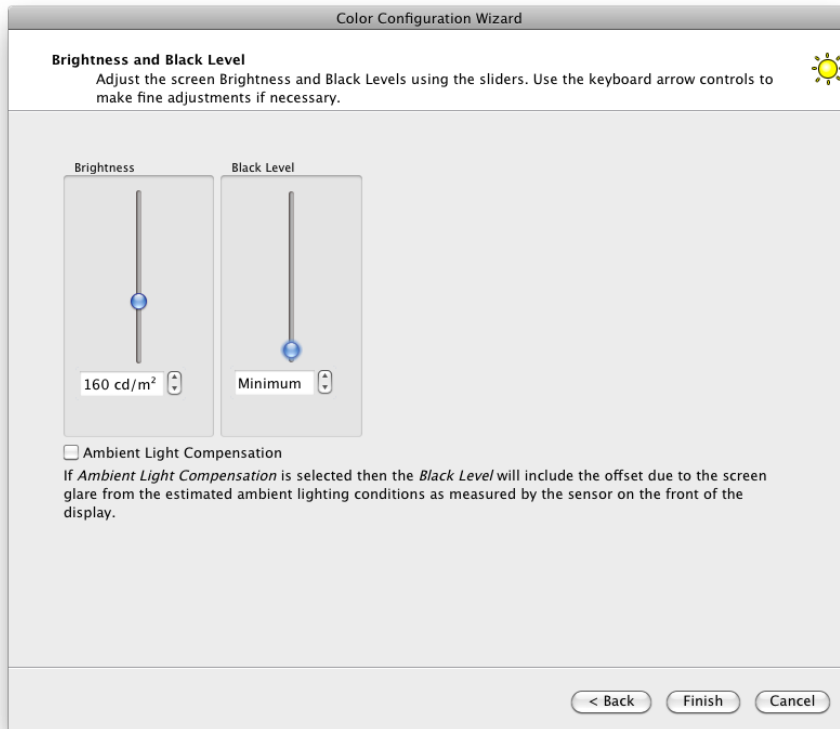 Color Configuration Wizard
Brightness and Black Level
Adjust the screen Brightness and Black Levels using the sliders. Use the keyboard arrow controls to
make fine adjustments if necessary.
Brightness
Black Level
160 cd/m²
Minimum
Ambient Light Compensation
If Ambient Light Compensation is selected then the Black Level will include the offset due to the screen
glare from the estimated ambient lighting conditions as measured by the sensor on the front of the
display.
< Back
Finish
Cancel